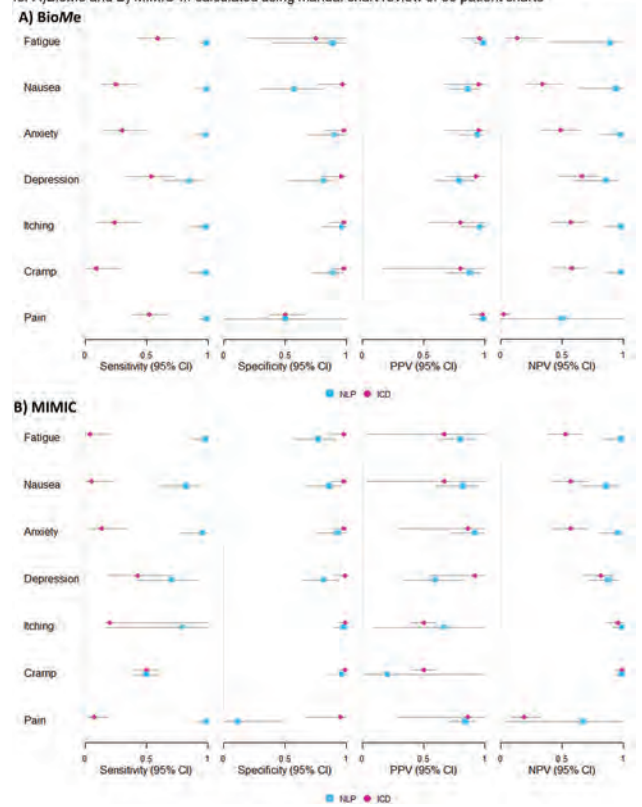 A) BioMe
Fatigue
Nausea
Anxiety
Depression
Itching
Cramp
Pain
0 0.5 1 0 0.5 1 0 0.5 1 0 0.5 1
Sensitivity (95% CI) Specificity (95% CI) PPV (95% CI) NPV (95% CI)
NLP ICD
B) MIMIC
Fatigue
Nausea
Anxiety
Depression
Itching
Cramp
Pain
0 0.5 1 0 0.5 1 0 0.5 1 0 0.5 1
Sensitivity (95% CI) Specificity (95% CI) PPV (95% CI) NPV (95% CI)
NLP ICD